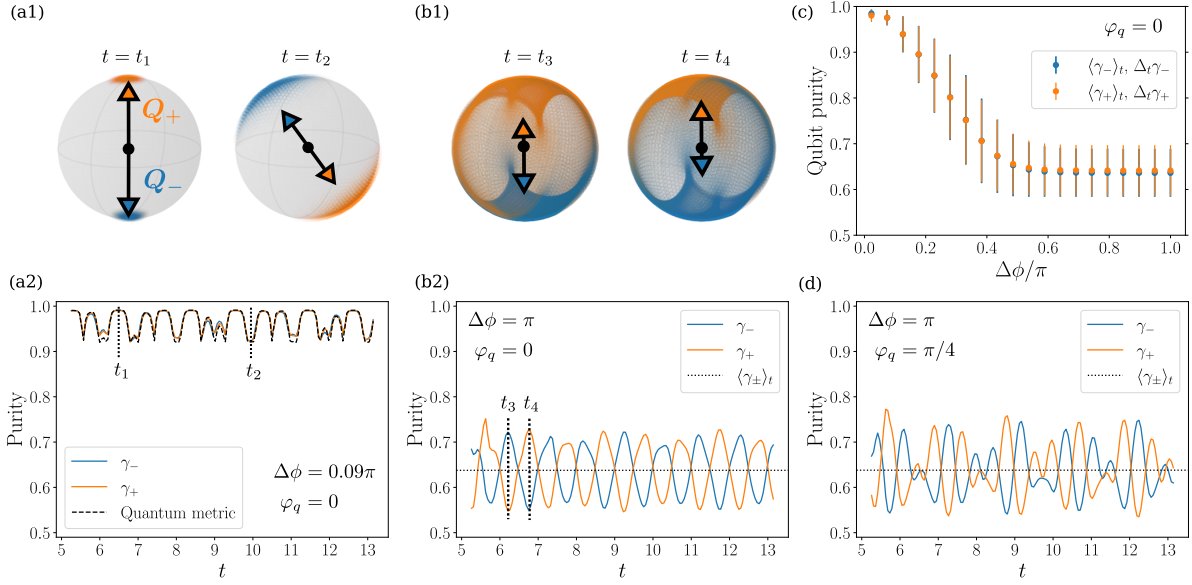 (a1)
t = t₁
t = t₂
Q₊
Q₋
(b1)
t = t₃
t = t₄
(c)
φ_q = 0
⟨γ₋⟩ₜ, Δₜγ₋
⟨γ₊⟩ₜ, Δₜγ₊
Qubit purity
1.0
0.9
0.8
0.7
0.6
0.5
0.0 0.2 0.4 0.6 0.8 1.0
Δϕ/π
(a2)
Purity
1.0
0.9
0.8
0.7
0.6
0.5
t₁
t₂
γ₋
γ₊
Quantum metric
Δϕ = 0.09π
φ_q = 0
5 6 7 8 9 10 11 12 13
t
(b2)
Purity
1.0
0.9
0.8
0.7
0.6
0.5
Δϕ = π
φ_q = 0
γ₋
γ₊
⟨γ±⟩ₜ
t₃ t₄
5 6 7 8 9 10 11 12 13
t
(d)
Purity
1.0
0.9
0.8
0.7
0.6
0.5
Δϕ = π
φ_q = π/4
γ₋
γ₊
⟨γ±⟩ₜ
5 6 7 8 9 10 11 12 13
t